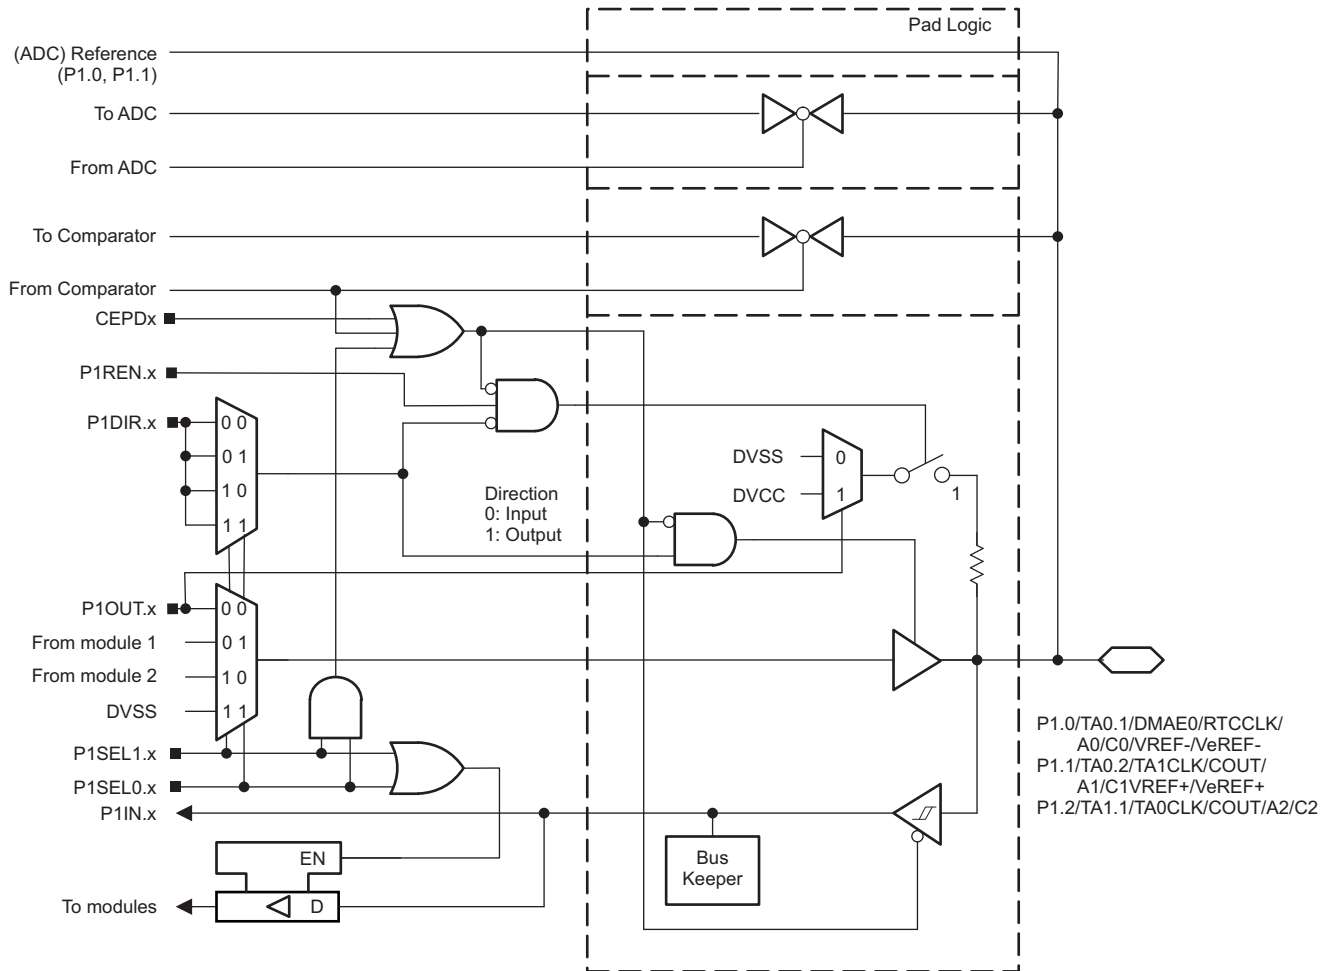 Pad Logic
(ADC) Reference
(P1.0, P1.1)
To ADC
From ADC
To Comparator
From Comparator
CEPDx
P1REN.x
P1DIR.x
0 0
0 1
1 0
1 1
Direction
0: Input
1: Output
DVSS
0
DVCC
1
1
P1OUT.x
0 0
From module 1
0 1
From module 2
1 0
DVSS
1 1
P1SEL1.x
P1SEL0.x
P1IN.x
EN
D
To modules
Bus
Keeper
P1.0/TA0.1/DMAE0/RTCCLK/
A0/C0/VREF-/VeREF-
P1.1/TA0.2/TA1CLK/COUT/
A1/C1VREF+/VeREF+
P1.2/TA1.1/TA0CLK/COUT/A2/C2